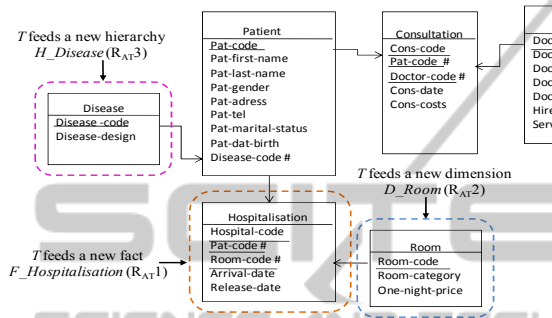 T feeds a new hierarchy
H_Disease (RAT3)
Disease
Disease -code
Disease-design
Patient
Pat-code
Pat-first-name
Pat-last-name
Pat-gender
Pat-adress
Pat-tel
Pat-marital-status
Pat-dat-birth
Disease-code #
Consultation
Cons-code
Pat-code_#
Doctor-code #
Cons-date
Cons-costs
T feeds a new dimension
D_Room (RAT2)
T feeds a new fact
F_Hospitalisation (RAT1)
Hospitalisation
Hospital-code
Pat-code #
Room-code #
Arrival-date
Release-date
Room
Room-code
Room-category
One-night-price